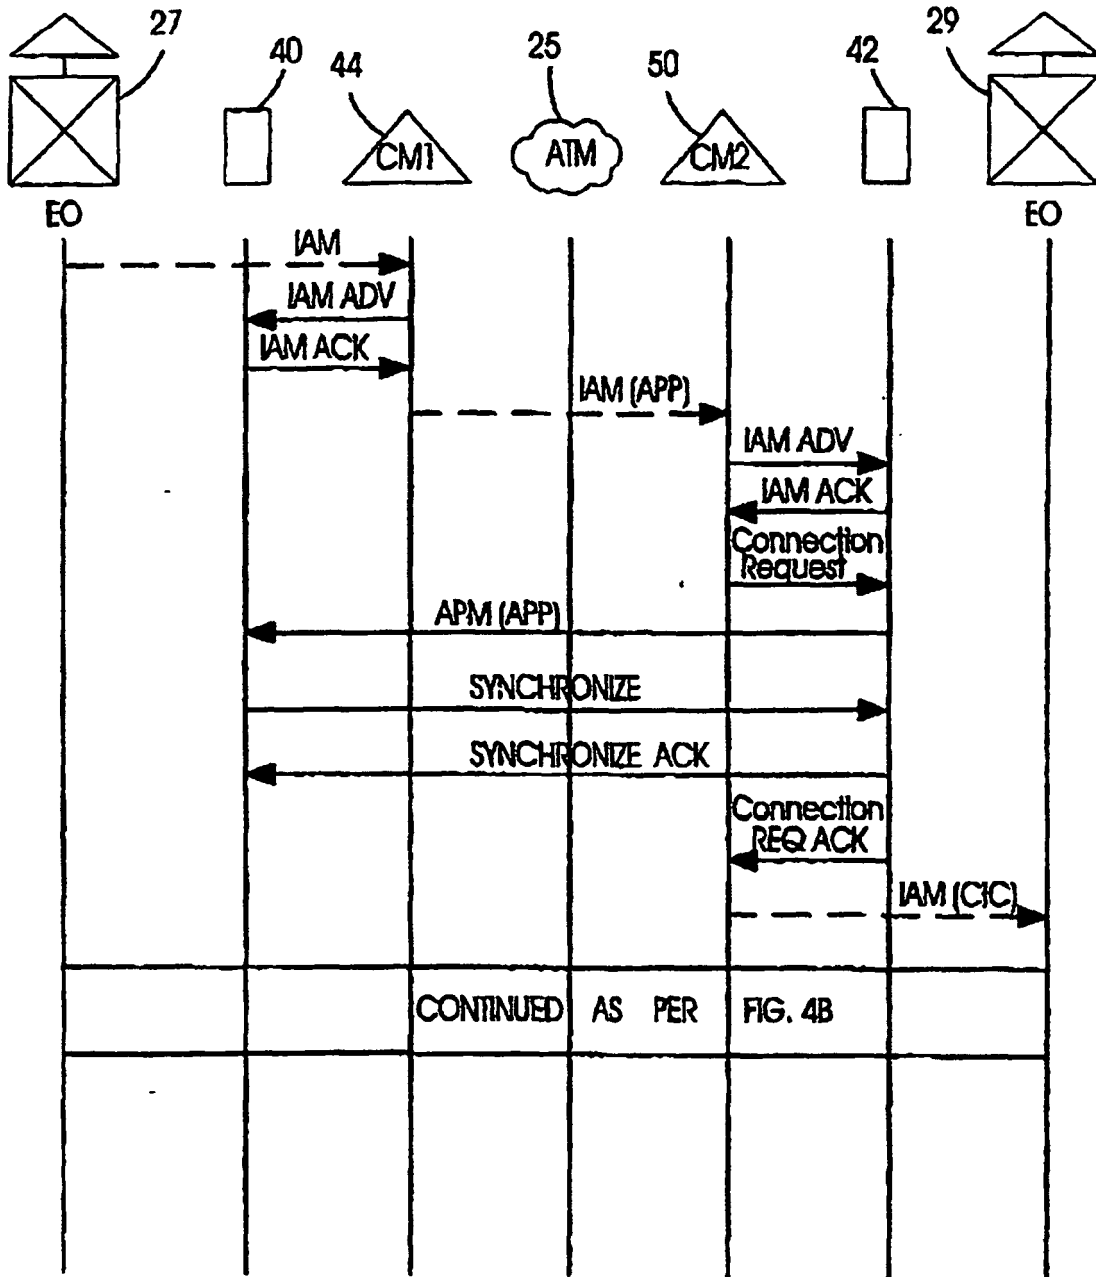 27
40
44
25
50
42
29
CM1
ATM
CM2
EO
EO
IAM
IAM ADV
IAM ACK
IAM (APP)
IAM ADV
IAM ACK
Connection
Request
APM (APP)
SYNCHRONIZE
SYNCHRONIZE ACK
Connection
REQ ACK
IAM (CIC)
CONTINUED AS PER FIG. 4B